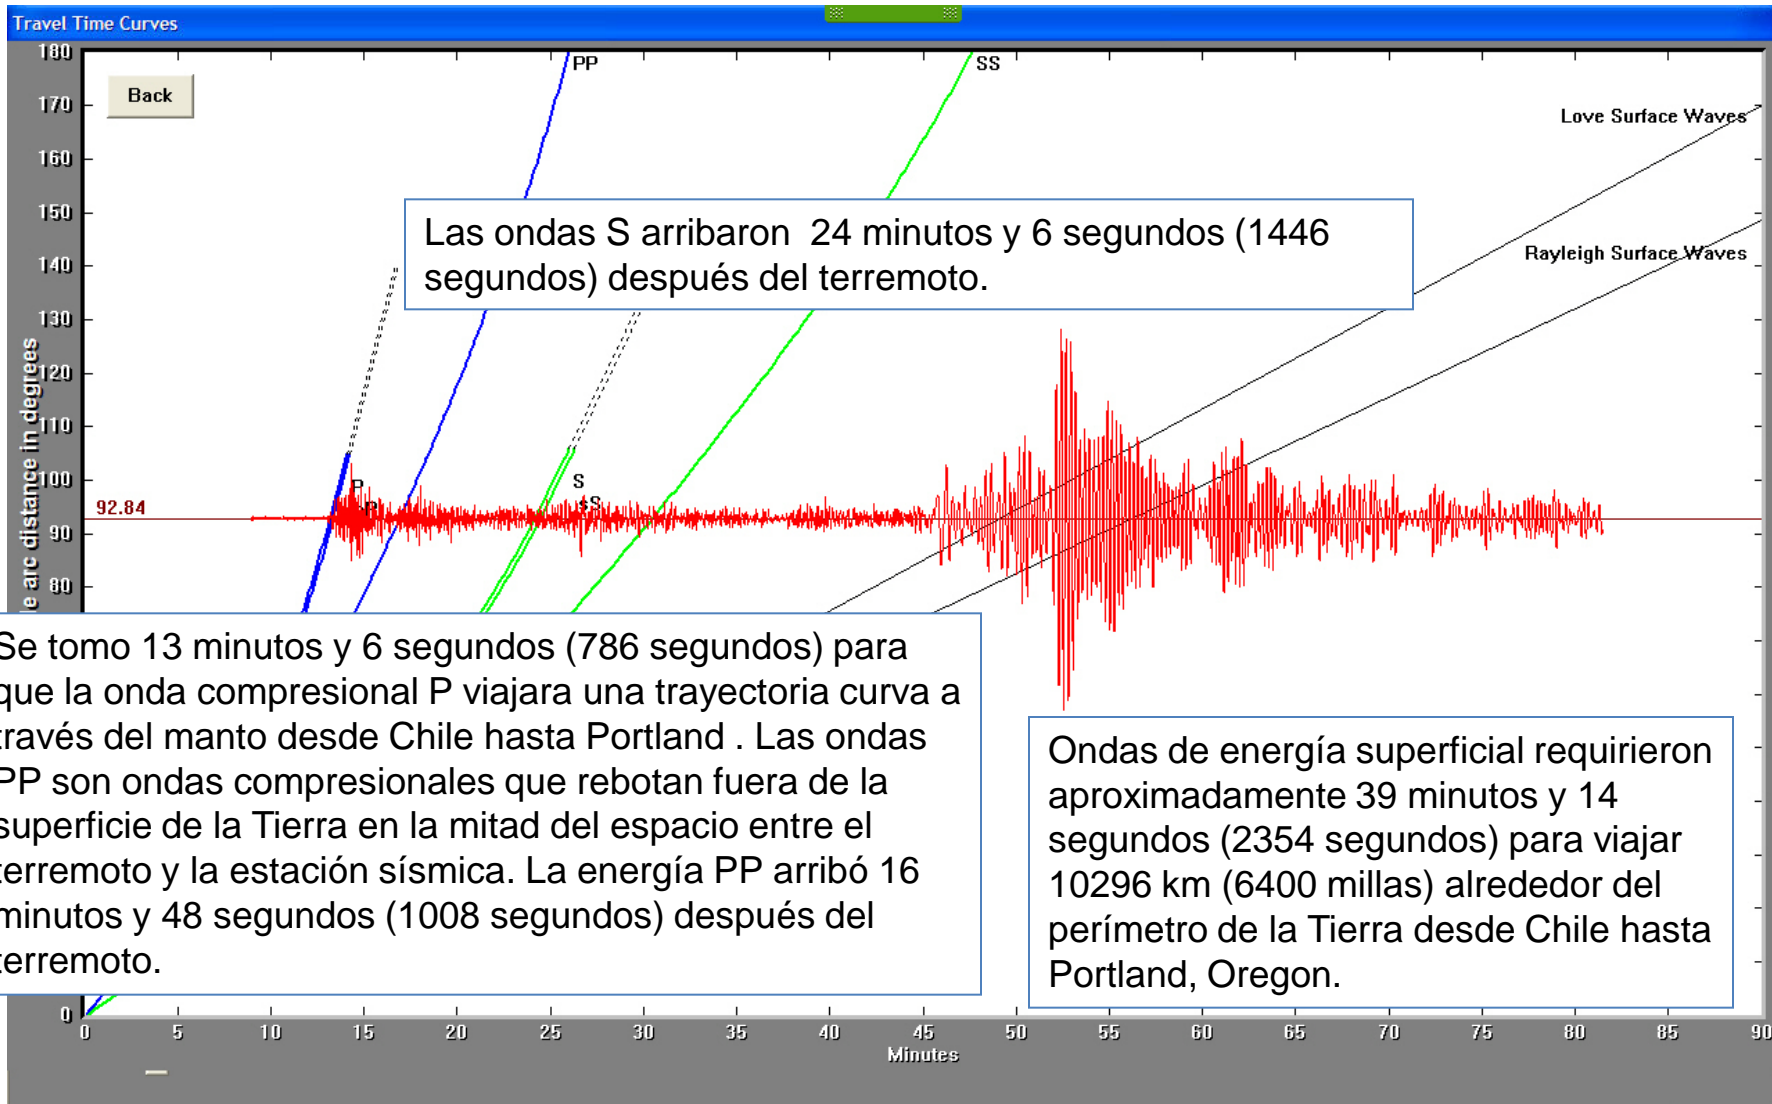 Travel Time Curves
180
170
160
150
140
130
120
110
100
90
80
0
e arc distance in degrees
Back
PP
SS
Love Surface Waves
Rayleigh Surface Waves
Las ondas S arribaron 24 minutos y 6 segundos (1446
segundos) después del terremoto.
P
pP
S
sS
92.84
Se tomo 13 minutos y 6 segundos (786 segundos) para
que la onda compresional P viajara una trayectoria curva a
través del manto desde Chile hasta Portland . Las ondas
PP son ondas compresionales que rebotan fuera de la
superficie de la Tierra en la mitad del espacio entre el
terremoto y la estación sísmica. La energía PP arribó 16
minutos y 48 segundos (1008 segundos) después del
terremoto.
Ondas de energía superficial requirieron
aproximadamente 39 minutos y 14
segundos (2354 segundos) para viajar
10296 km (6400 millas) alrededor del
perímetro de la Tierra desde Chile hasta
Portland, Oregon.
0 5 10 15 20 25 30 35 40 45 50 55 60 65 70 75 80 85 90
Minutes